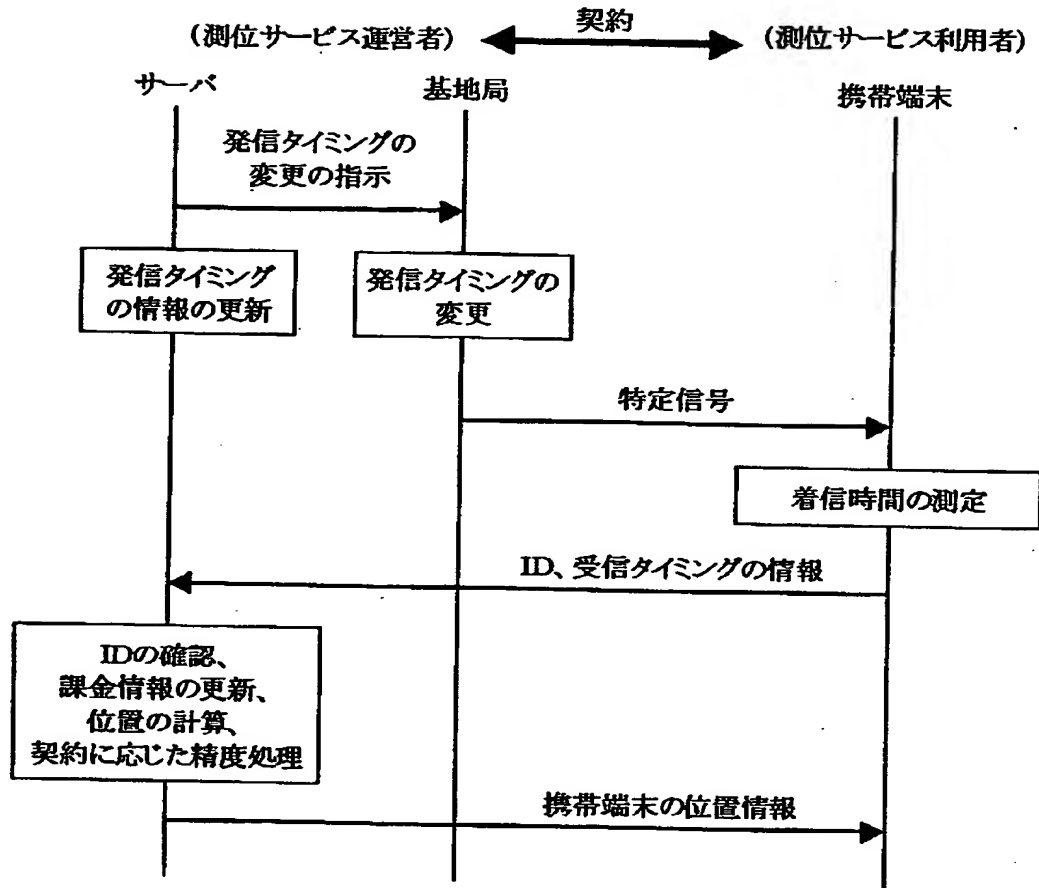 契約
(測位サービス運営者)
(測位サービス利用者)
サーバ
基地局
携帯端末
発信タイミングの
変更の指示
発信タイミング
の情報の更新
発信タイミングの
変更
特定信号
着信時間の測定
ID、受信タイミングの情報
IDの確認、
課金情報の更新、
位置の計算、
契約に応じた精度処理
携帯端末の位置情報